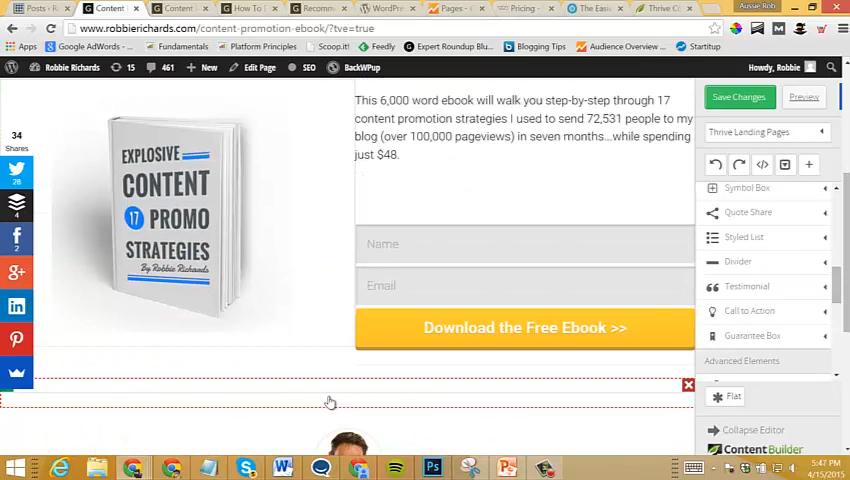 Posts ‹ R
Content
Content
How To
Recomm
WordPre
Pages -
Pricing -
The Easie
Thrive Co
Aussie Rob
www.robbierichards.com/content-promotion-ebook/?tve=true
Apps
Google AdWords
Fundamentals
Platform Principles
Scoop.it
Feedly
Expert Roundup Blu
Blogging Tips
Audience Overview
Startitup
Robbie Richards
15
461
New
Edit Page
SEO
BackWPup
Howdy, Robbie
34
Shares
28
4
2
EXPLOSIVE
CONTENT
17 PROMO
STRATEGIES
By Robbie Richards
This 6,000 word ebook will walk you step-by-step through 17
content promotion strategies I used to send 72,531 people to my
blog (over 100,000 pageviews) in seven months...while spending
just $48.
Name
Email
Download the Free Ebook >>
Save Changes
Preview
Thrive Landing Pages
Symbol Box
Quote Share
Styled List
Divider
Testimonial
Call to Action
Guarantee Box
Advanced Elements
Flat
Collapse Editor
ContentBuilder
5:47 PM
4/15/2015